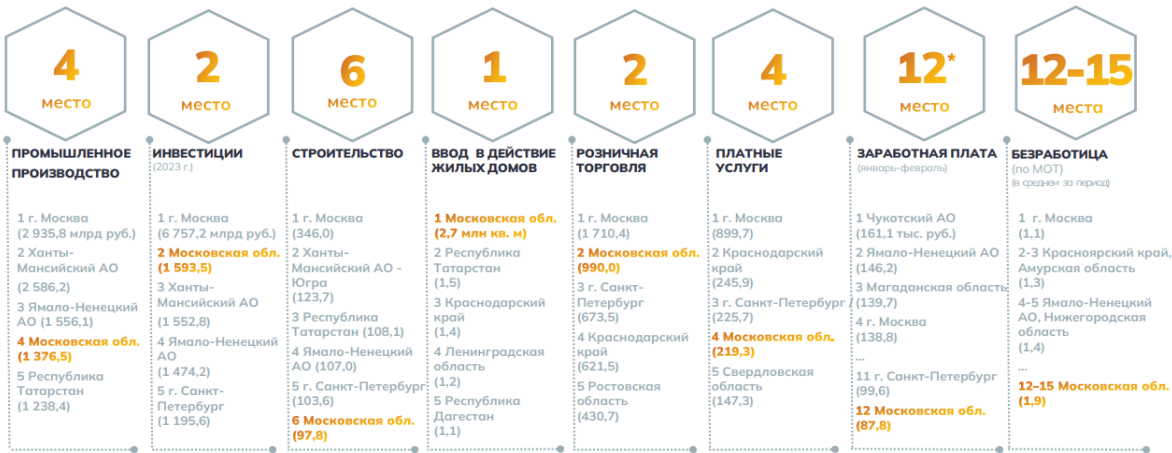 4
место
ПРОМЫШЛЕННОЕ
ПРОИЗВОДСТВО
1 г. Москва
(2 935,8 млрд руб.)
2 Ханты-
Мансийский АО
(2 586,2)
3 Ямало-Ненецкий
АО (1 556,1)
4 Московская обл.
(1 376,5)
5 Республика
Татарстан
(1 238,4)
2
место
ИНВЕСТИЦИИ
(2023 г.)
1 г. Москва
(6 757,2 млрд руб.)
2 Московская обл.
(1 593,5)
3 Ханты-
Мансийский АО
(1 552,8)
4 Ямало-Ненецкий
АО
(1 474,2)
5 г. Санкт-
Петербург
(1 195,6)
6
место
СТРОИТЕЛЬСТВО
1 г. Москва
(346,0)
2 Ханты-
Мансийский АО -
Югра
(123,7)
3 Республика
Татарстан (108,1)
4 Ямало-Ненецкий
АО (107,0)
5 г. Санкт-Петербург
(103,6)
6 Московская обл.
(97,8)
1
место
ВВОД В ДЕЙСТВИЕ
ЖИЛЫХ ДОМОВ
1 Московская обл.
(2,7 млн кв. м)
2 Республика
Татарстан
(1,5)
3 Краснодарский
край
(1,4)
4 Ленинградская
область
(1,2)
5 Республика
Дагестан
(1,1)
2
место
РОЗНИЧНАЯ
ТОРГОВЛЯ
1 г. Москва
(1 710,4)
2 Московская обл.
(990,0)
3 г. Санкт-
Петербург
(673,5)
4 Краснодарский
край
(621,5)
5 Ростовская
область
(430,7)
4
место
ПЛАТНЫЕ
УСЛУГИ
1 г. Москва
(899,7)
2 Краснодарский
край
(245,9)
3 г. Санкт-Петербург
(225,7)
4 Московская обл.
(219,3)
5 Свердловская
область
(147,3)
12*
место
ЗАРАБОТНАЯ ПЛАТА
(январь-февраль)
1 Чукотский АО
(161,1 тыс. руб.)
2 Ямало-Ненецкий АО
(146,2)
3 Магаданская область
(139,7)
4 г. Москва
(138,8)
...
11 г. Санкт-Петербург
(99,6)
12 Московская обл.
(87,8)
12-15
места
БЕЗРАБОТИЦА
(по МОТ)
(в среднем за период)
1 г. Москва
(1,1)
2-3 Красноярский край,
Амурская область
(1,3)
4-5 Ямало-Ненецкий
АО, Нижегородская
область
(1,4)
...
12–15 Московская обл.
(1,9)